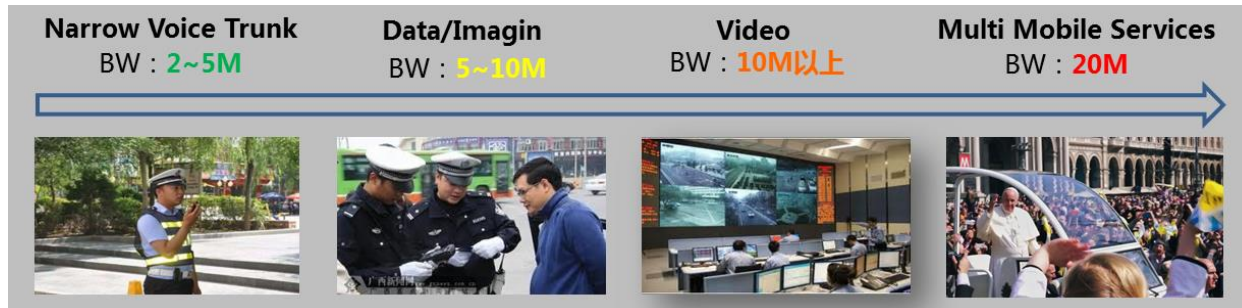 Narrow Voice Trunk
BW：2~5M
Data/Imagin
BW：5~10M
Video
BW：10M以上
Multi Mobile Services
BW：20M